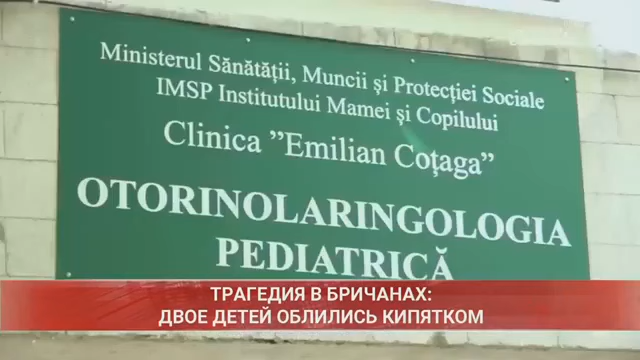 Ministerul Sănătății, Muncii și Protecției Sociale
IMSP Institutului Mamei și Copilului
Clinica ”Emilian Coțaga”
OTORINOLARINGOLOGIA
PEDIATRICĂ
ТРАГЕДИЯ В БРИЧАНАХ:
ДВОЕ ДЕТЕЙ ОБЛИЛИСЬ КИПЯТКОМ